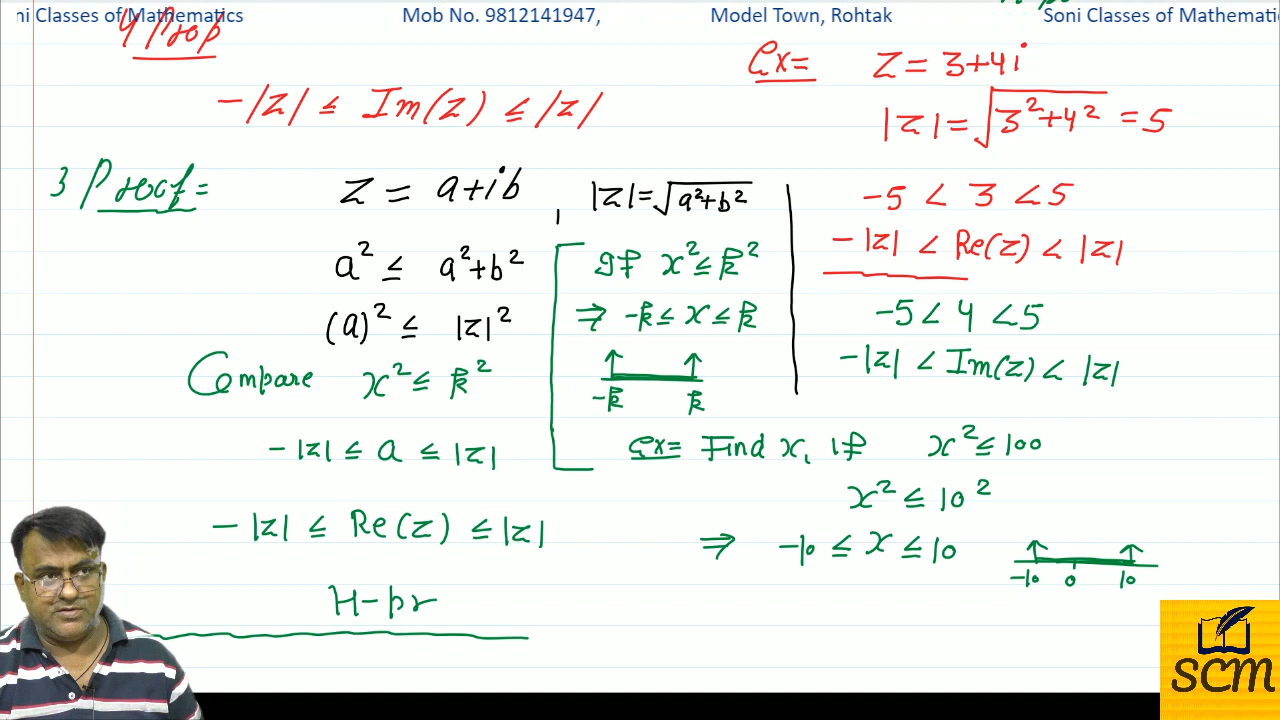 ni Classes of Mathematics Mob No. 9812141947, Model Town, Rohtak Soni Classes of Mathemati
4 Prop
-|z| ≤ Im(z) ≤ |z|
Ex= z = 3+4i
|z| = √(3²+4²) = 5
3 Proof=
z = a+ib , |z| = √(a²+b²)
a² ≤ a²+b²
(a)² ≤ |z|²
Compare x² ≤ k²
-|z| ≤ a ≤ |z|
-|z| ≤ Re(z) ≤ |z|
H-pr
If x² ≤ k²
⇒ -k ≤ x ≤ k
-k k
-5 < 3 < 5
-|z| < Re(z) < |z|
-5 < 4 < 5
-|z| < Im(z) < |z|
Ex= Find x, if x² ≤ 100
x² ≤ 10²
⇒ -10 ≤ x ≤ 10
-10 0 10
SCM